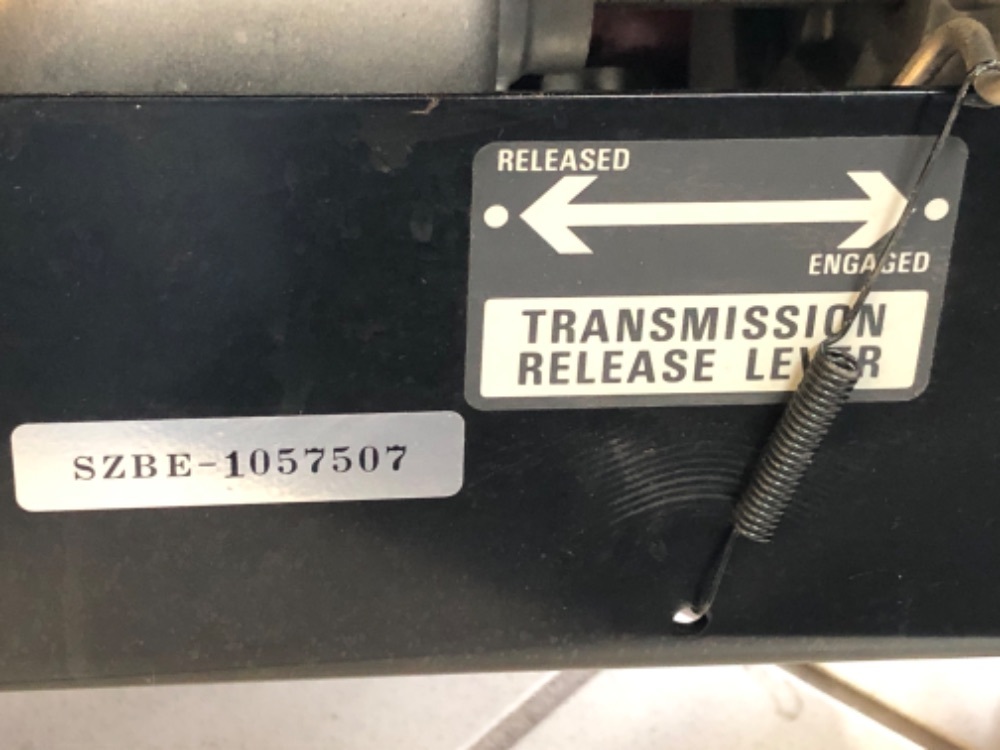 RELEASED
ENGAGED
TRANSMISSION
RELEASE LEVER
SZBE-1057507